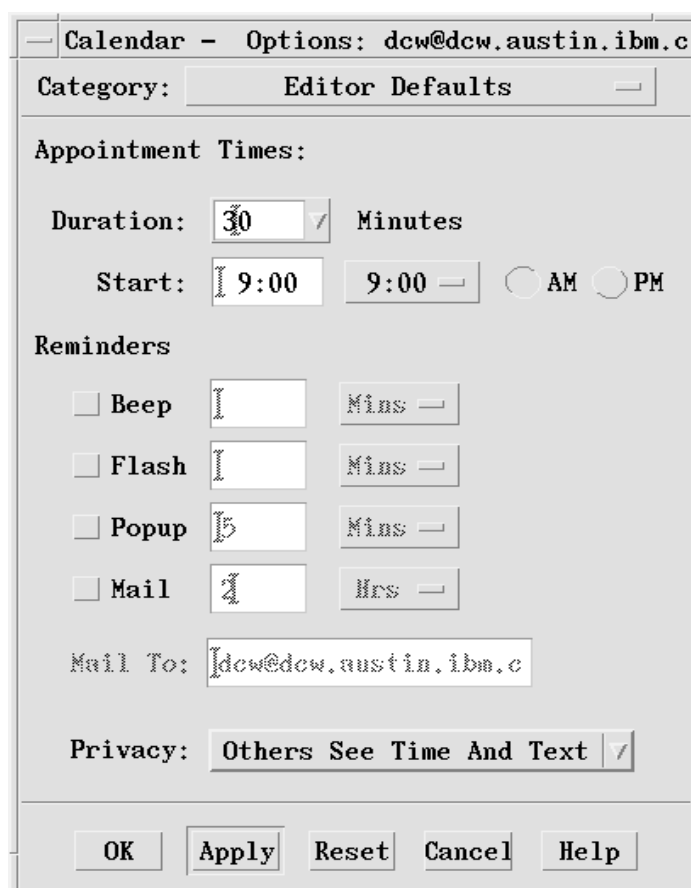 Calendar – Options: dcw@dcw.austin.ibm.c
Category: Editor Defaults
Appointment Times:
Duration: 30 Minutes
Start: 9:00 9:00 AM PM
Reminders
Beep Mins
Flash Mins
Popup 5 Mins
Mail 2 Hrs
Mail To: dcw@dcw.austin.ibm.c
Privacy: Others See Time And Text
OK Apply Reset Cancel Help